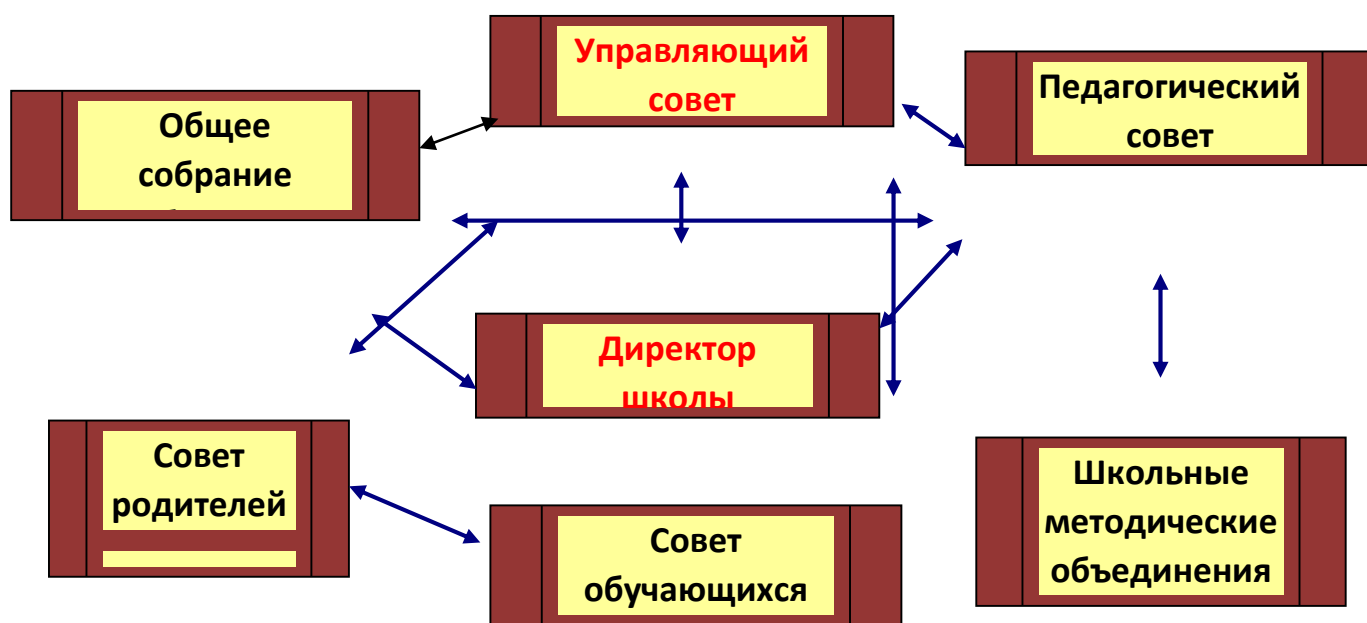 Управляющий
совет
Общее
собрание
Педагогический
совет
Директор
школы
Совет
родителей
Совет
обучающихся
Школьные
методические
объединения